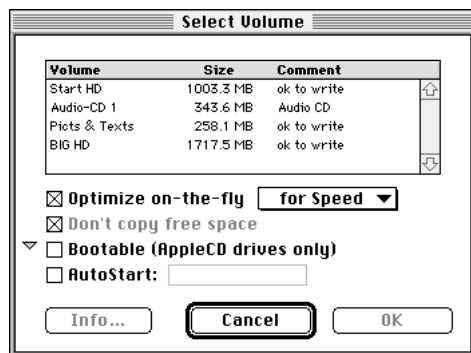 Select Volume
Volume Size Comment
Start HD 1003.3 MB ok to write
Audio-CD 1 343.6 MB Audio CD
Picts & Texts 258.1 MB ok to write
BIG HD 1717.5 MB ok to write
Optimize on-the-fly for Speed
Don't copy free space
Bootable (AppleCD drives only)
AutoStart:
Info... Cancel OK